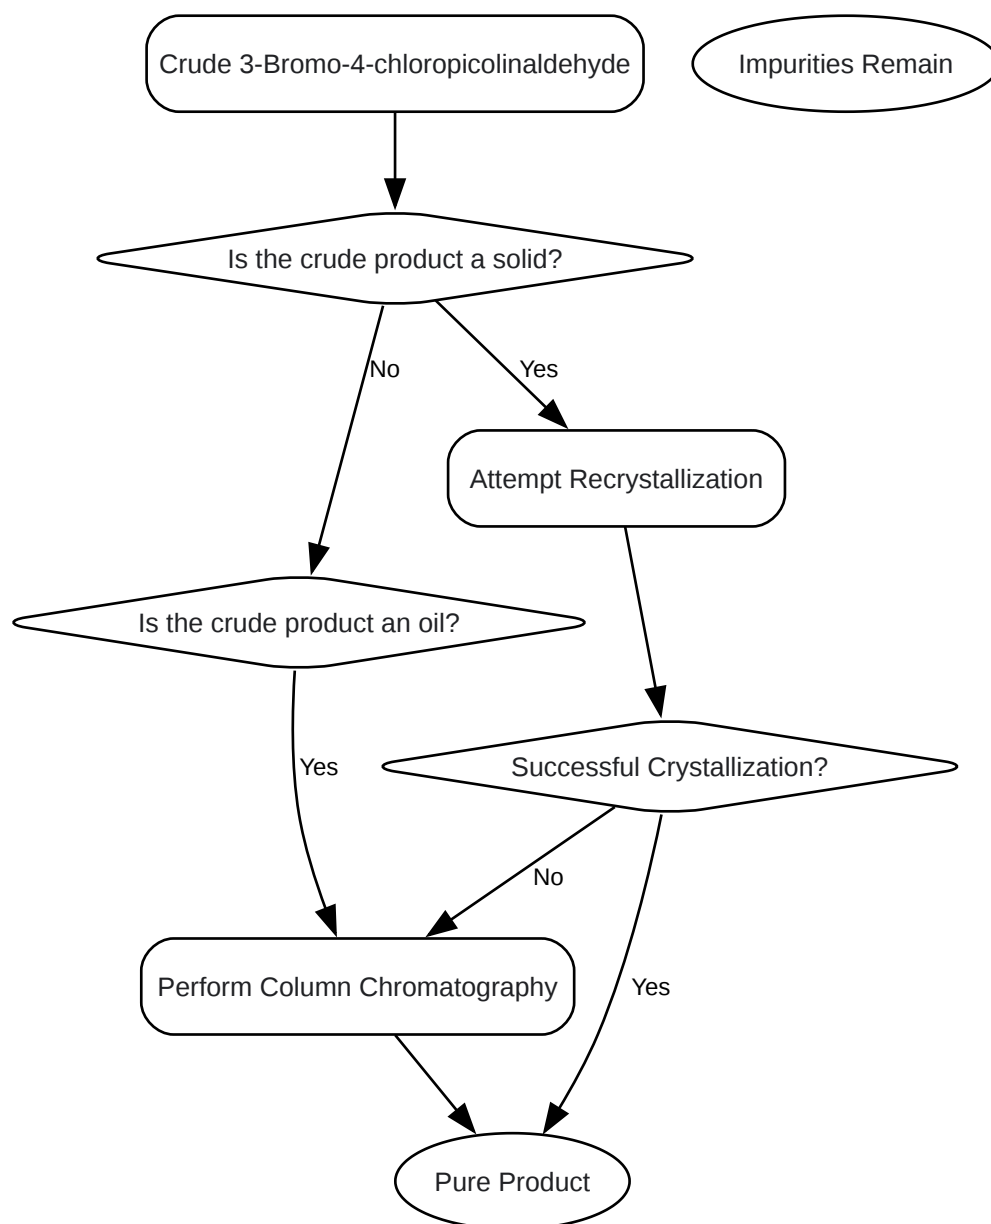 Crude 3-Bromo-4-chloropicolinaldehyde
Impurities Remain
Is the crude product a solid?
No
Yes
Attempt Recrystallization
Is the crude product an oil?
Yes
Successful Crystallization?
No
Perform Column Chromatography
Yes
Pure Product